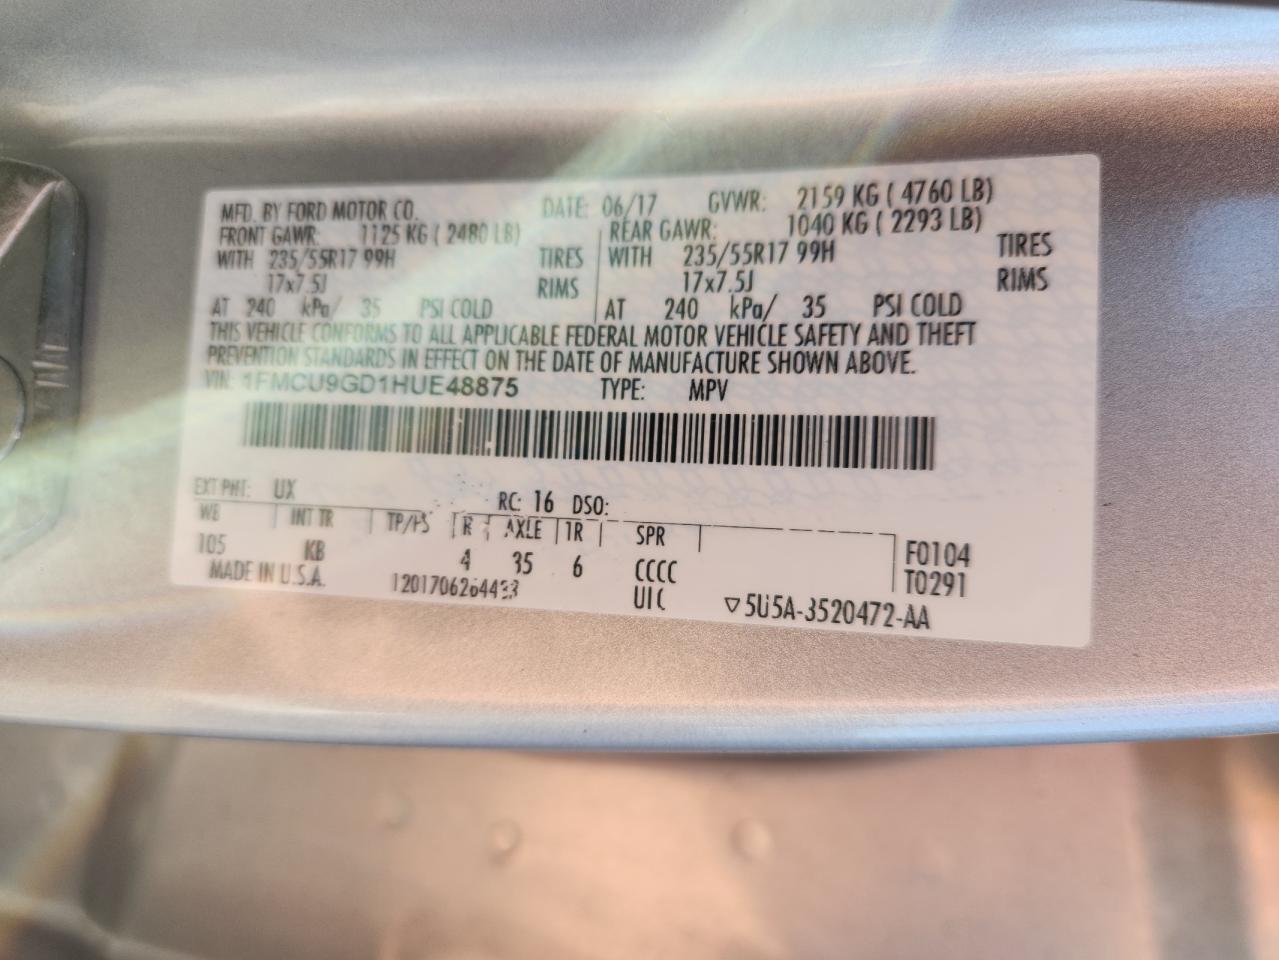 MFD. BY FORD MOTOR CO. DATE: 06/17 GVWR: 2159 KG ( 4760 LB)
FRONT GAWR: 1125 KG ( 2480 LB) REAR GAWR: 1040 KG ( 2293 LB)
WITH 235/55R17 99H TIRES WITH 235/55R17 99H TIRES
17x7.5J RIMS 17x7.5J RIMS
AT 240 kPa/ 35 PSI COLD AT 240 kPa/ 35 PSI COLD
THIS VEHICLE CONFORMS TO ALL APPLICABLE FEDERAL MOTOR VEHICLE SAFETY AND THEFT
PREVENTION STANDARDS IN EFFECT ON THE DATE OF MANUFACTURE SHOWN ABOVE.
VIN: 1FMCU9GD1HUE48875 TYPE: MPV
EXT PNT: UX RC: 16 DSO:
WB INT TR TP/PS R AXLE TR SPR
105 KB 4 35 6 CCCC F0104
UIC T0291
MADE IN U.S.A. ▽5U5A-3520472-AA